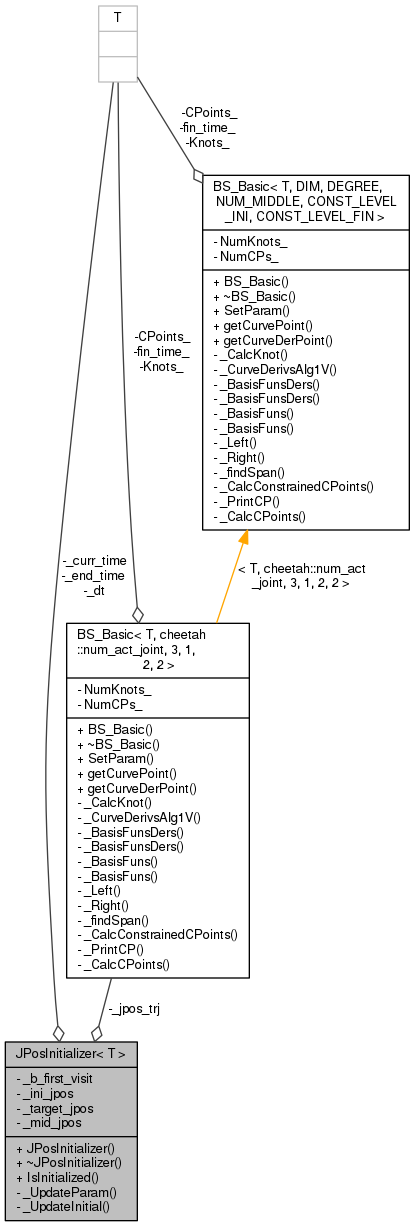 T
-CPoints_
-fin_time_
-Knots_
BS_Basic< T, DIM, DEGREE,
NUM_MIDDLE, CONST_LEVEL
_INI, CONST_LEVEL_FIN >
- NumKnots_
- NumCPs_
+ BS_Basic()
+ ~BS_Basic()
+ SetParam()
+ getCurvePoint()
+ getCurveDerPoint()
- _CalcKnot()
- _CurveDerivsAlg1V()
- _BasisFunsDers()
- _BasisFunsDers()
- _BasisFuns()
- _BasisFuns()
- _Left()
- _Right()
- _findSpan()
- _CalcConstrainedCPoints()
- _PrintCP()
- _CalcCPoints()
-CPoints_
-fin_time_
-Knots_
-_curr_time
-_end_time
-_dt
< T, cheetah::num_act
_joint, 3, 1, 2, 2 >
BS_Basic< T, cheetah
::num_act_joint, 3, 1,
2, 2 >
- NumKnots_
- NumCPs_
+ BS_Basic()
+ ~BS_Basic()
+ SetParam()
+ getCurvePoint()
+ getCurveDerPoint()
- _CalcKnot()
- _CurveDerivsAlg1V()
- _BasisFunsDers()
- _BasisFunsDers()
- _BasisFuns()
- _BasisFuns()
- _Left()
- _Right()
- _findSpan()
- _CalcConstrainedCPoints()
- _PrintCP()
- _CalcCPoints()
-_jpos_trj
JPosInitializer< T >
- _b_first_visit
- _ini_jpos
- _target_jpos
- _mid_jpos
+ JPosInitializer()
+ ~JPosInitializer()
+ IsInitialized()
- _UpdateParam()
- _UpdateInitial()